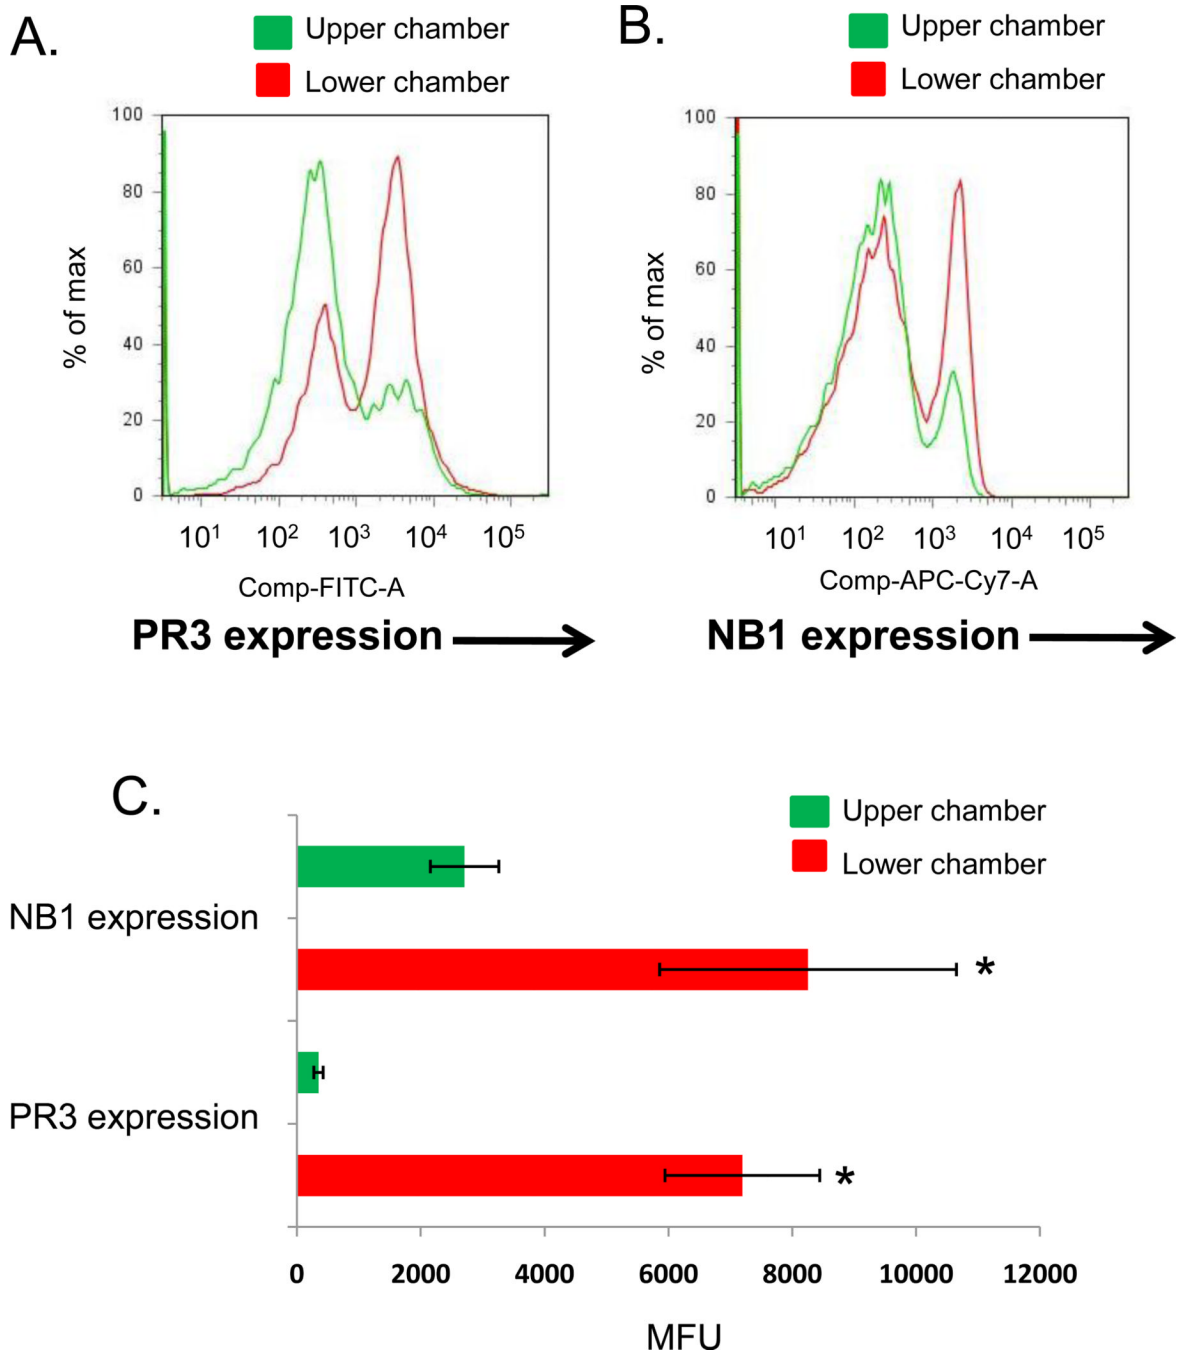 A.
Upper chamber
Lower chamber
100
80
60
40
20
0
% of max
10¹ 10² 10³ 10⁴ 10⁵
Comp-FITC-A
PR3 expression
B.
Upper chamber
Lower chamber
100
80
60
40
20
0
% of max
10¹ 10² 10³ 10⁴ 10⁵
Comp-APC-Cy7-A
NB1 expression
C.
Upper chamber
Lower chamber
NB1 expression
*
PR3 expression
*
0 2000 4000 6000 8000 10000 12000
MFU